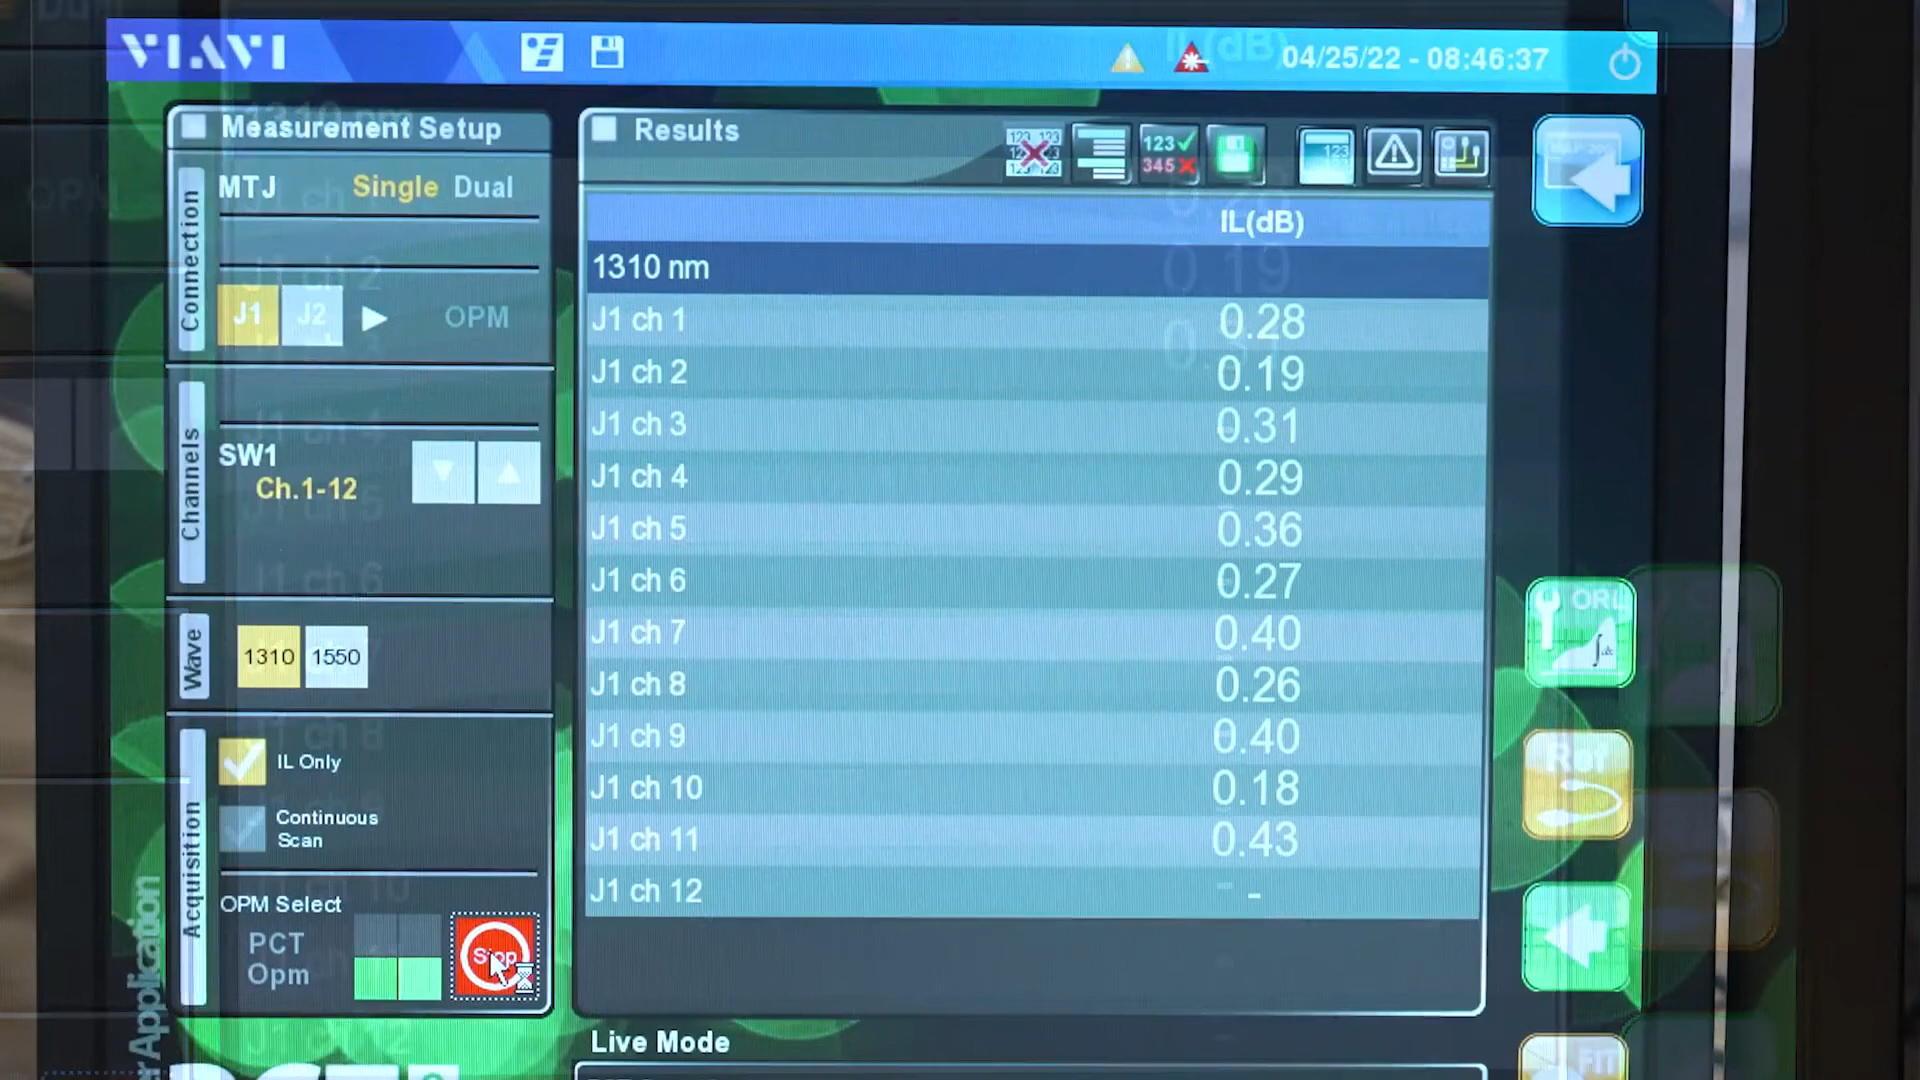 VIAVI
04/25/22 - 08:46:37
Measurement Setup
Connection
MTJ Single Dual
J1 J2 OPM
Channels
SW1
Ch.1-12
Wave
1310 1550
Acquisition
IL Only
Continuous
Scan
OPM Select
PCT
Opm
Stop
Results
123 ✓
345 ✗
123
IL(dB)
1310 nm
J1 ch 1 0.28
J1 ch 2 0.19
J1 ch 3 0.31
J1 ch 4 0.29
J1 ch 5 0.36
J1 ch 6 0.27
J1 ch 7 0.40
J1 ch 8 0.26
J1 ch 9 0.40
J1 ch 10 0.18
J1 ch 11 0.43
J1 ch 12 -
Live Mode
ORL
Ref
Application